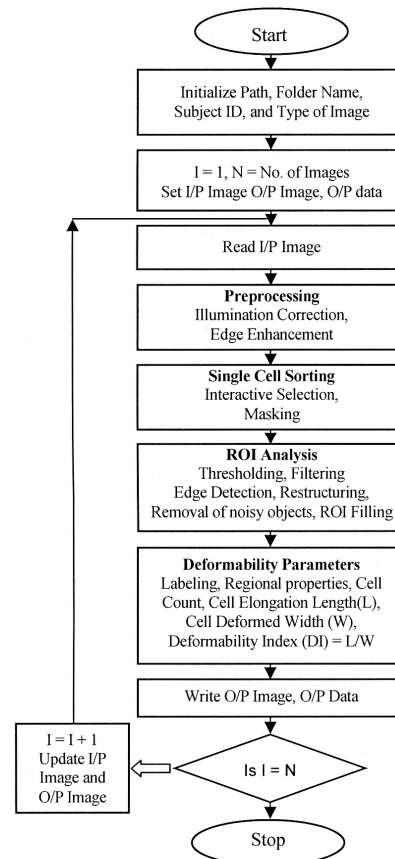 Start
Initialize Path, Folder Name,
Subject ID, and Type of Image
I = 1, N = No. of Images
Set I/P Image O/P Image, O/P data
Read I/P Image
Preprocessing
Illumination Correction,
Edge Enhancement
Single Cell Sorting
Interactive Selection,
Masking
ROI Analysis
Thresholding, Filtering
Edge Detection, Restructuring,
Removal of noisy objects, ROI Filling
Deformability Parameters
Labeling, Regional properties, Cell
Count, Cell Elongation Length(L),
Cell Deformed Width (W),
Deformability Index (DI) = L/W
Write O/P Image, O/P Data
Is I = N
I = I + 1
Update I/P
Image and
O/P Image
Stop